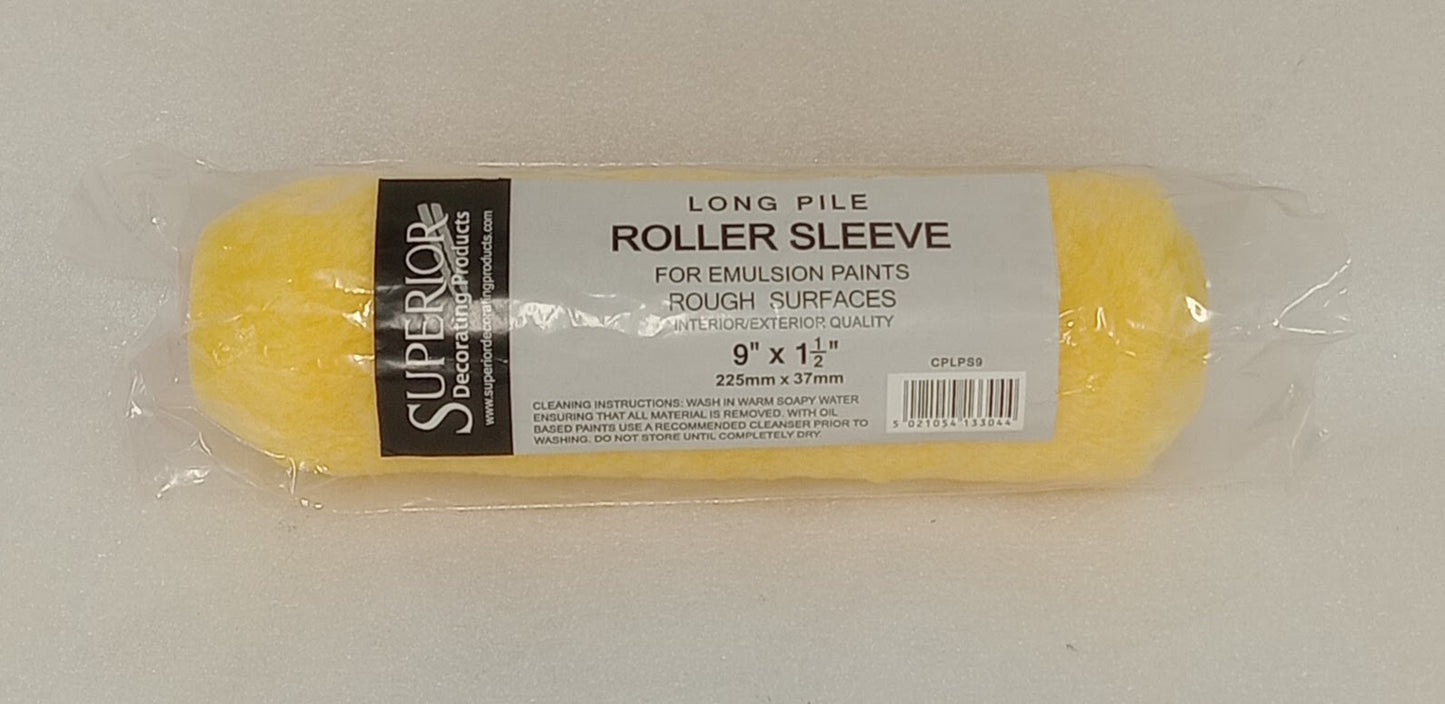 SUPERIOR
Decorating Products
www.superiordecoratingproducts.com
LONG PILE
ROLLER SLEEVE
FOR EMULSION PAINTS
ROUGH SURFACES
INTERIOR/EXTERIOR QUALITY
9" x 1½"
225mm x 37mm
CLEANING INSTRUCTIONS: WASH IN WARM SOAPY WATER
ENSURING THAT ALL MATERIAL IS REMOVED. WITH OIL
BASED PAINTS USE A RECOMMENDED CLEANSER PRIOR TO
WASHING. DO NOT STORE UNTIL COMPLETELY DRY.
CPLPS9
5 021054 133044